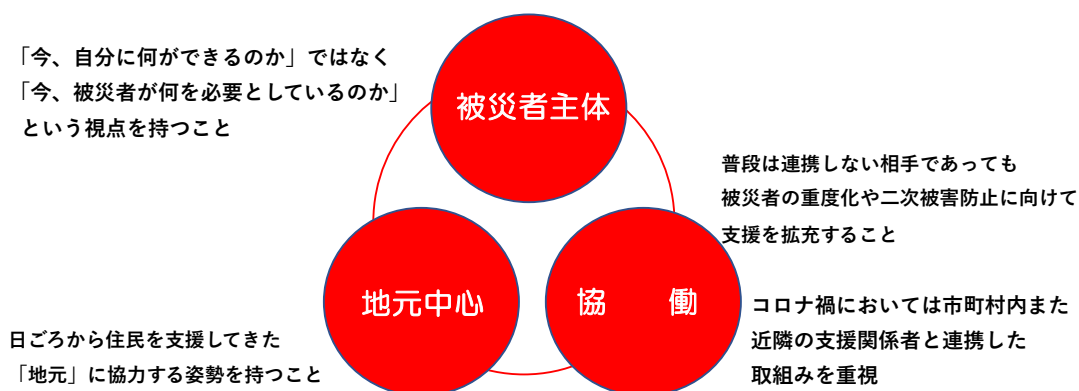 「今、自分に何ができるのか」ではなく
「今、被災者が何を必要としているのか」
という視点を持つこと
被災者主体
普段は連携しない相手であっても
被災者の重度化や二次被害防止に向けて
支援を拡充すること
地元中心
協　働
コロナ禍においては市町村内また
近隣の支援関係者と連携した
取組みを重視
日ごろから住民を支援してきた
「地元」に協力する姿勢を持つこと